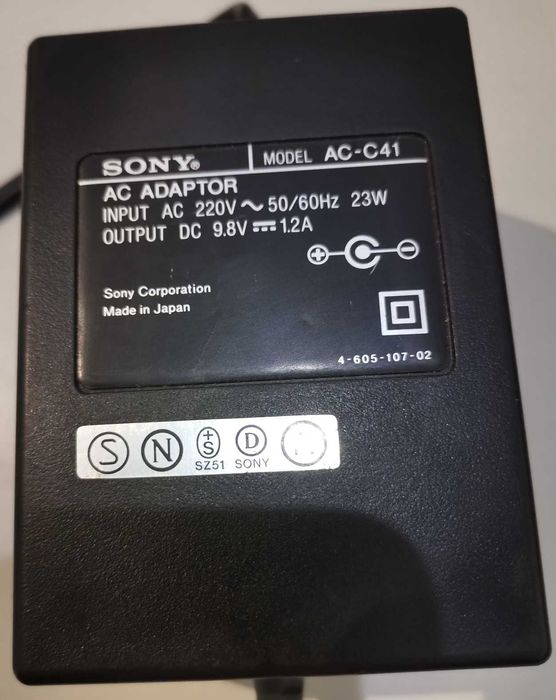 SONY® MODEL AC-C41
AC ADAPTOR
INPUT AC 220V ~ 50/60Hz 23W
OUTPUT DC 9.8V ⎓ 1.2A
+ -
Sony Corporation
Made in Japan
4-605-107-02
S N +S D
SZ51 SONY